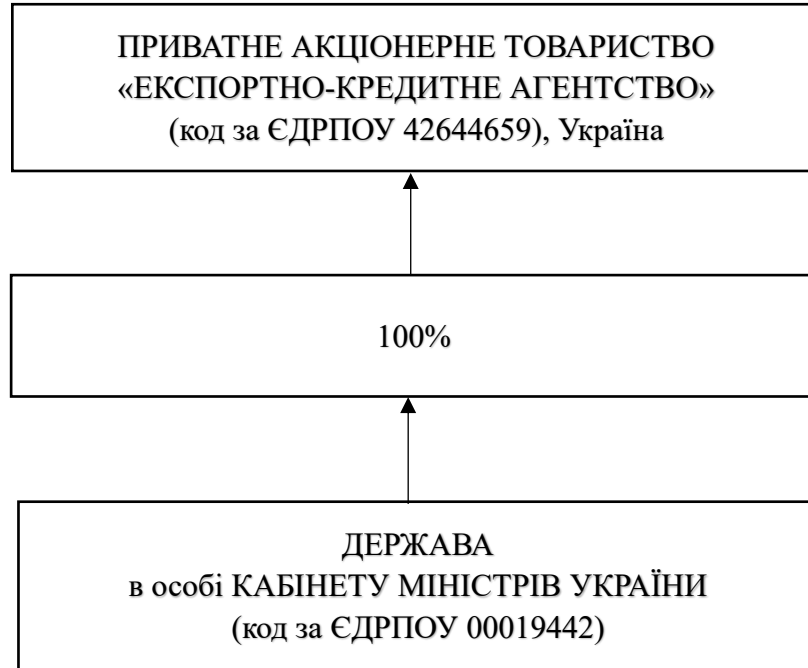 ПРИВАТНЕ АКЦІОНЕРНЕ ТОВАРИСТВО
«ЕКСПОРТНО-КРЕДИТНЕ АГЕНТСТВО»
(код за ЄДРПОУ 42644659), Україна
100%
ДЕРЖАВА
в особі КАБІНЕТУ МІНІСТРІВ УКРАЇНИ
(код за ЄДРПОУ 00019442)